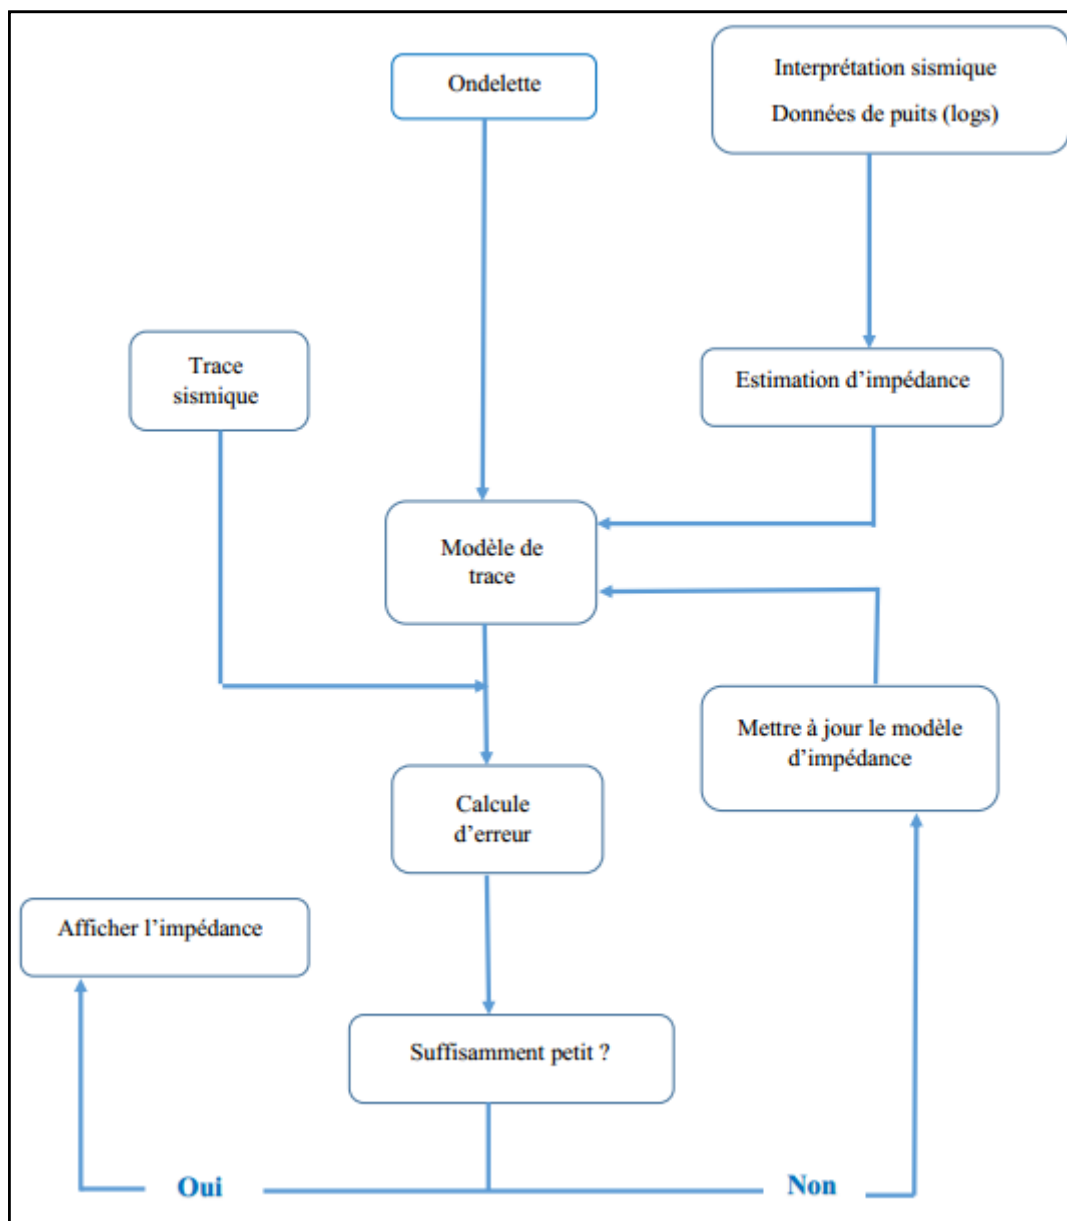 Ondelette
Interprétation sismique
Données de puits (logs)
Trace
sismique
Estimation d’impédance
Modèle de
trace
Mettre à jour le modèle
d’impédance
Calcule
d’erreur
Afficher l’impédance
Suffisamment petit ?
Oui
Non